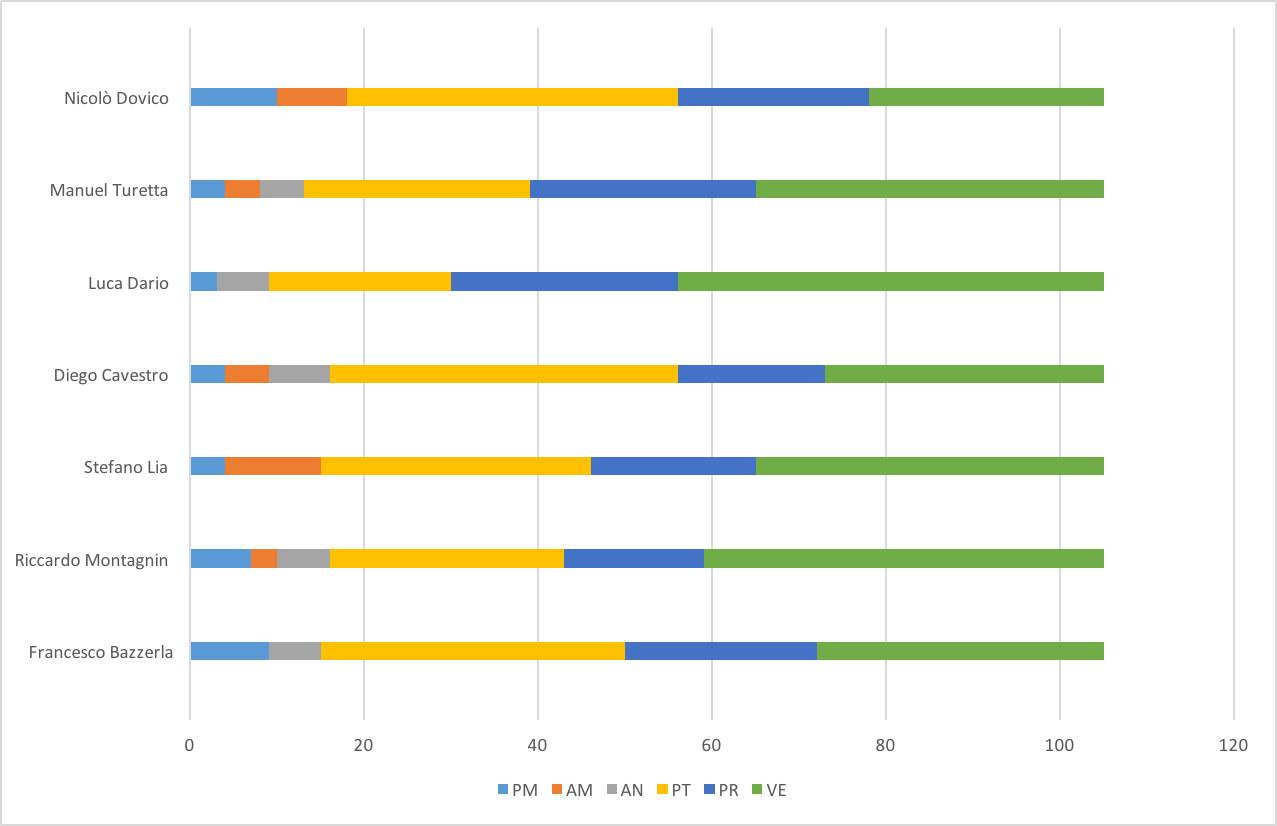 Nicolò Dovico
Manuel Turetta
Luca Dario
Diego Cavestro
Stefano Lia
Riccardo Montagnin
Francesco Bazzerla
0 20 40 60 80 100 120
PM AM AN PT PR VE